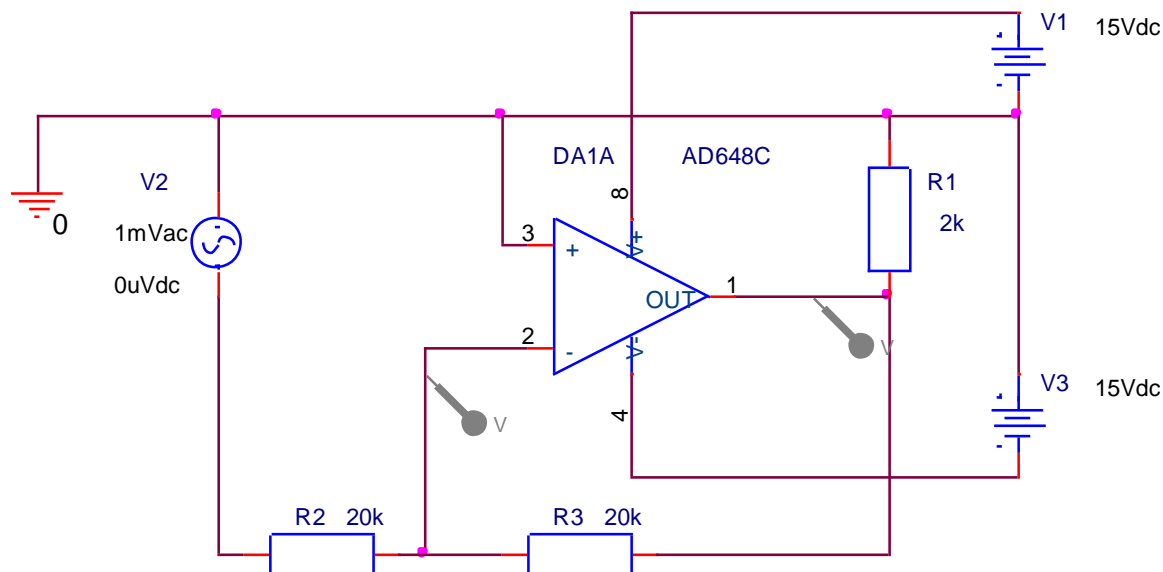 V1 15Vdc
DA1A AD648C
V2
R1
8
0
1mVac
2k
3
+
V+
0uVdc
OUT
1
2
-
V-
V
V3 15Vdc
4
V
R2 20k
R3 20k